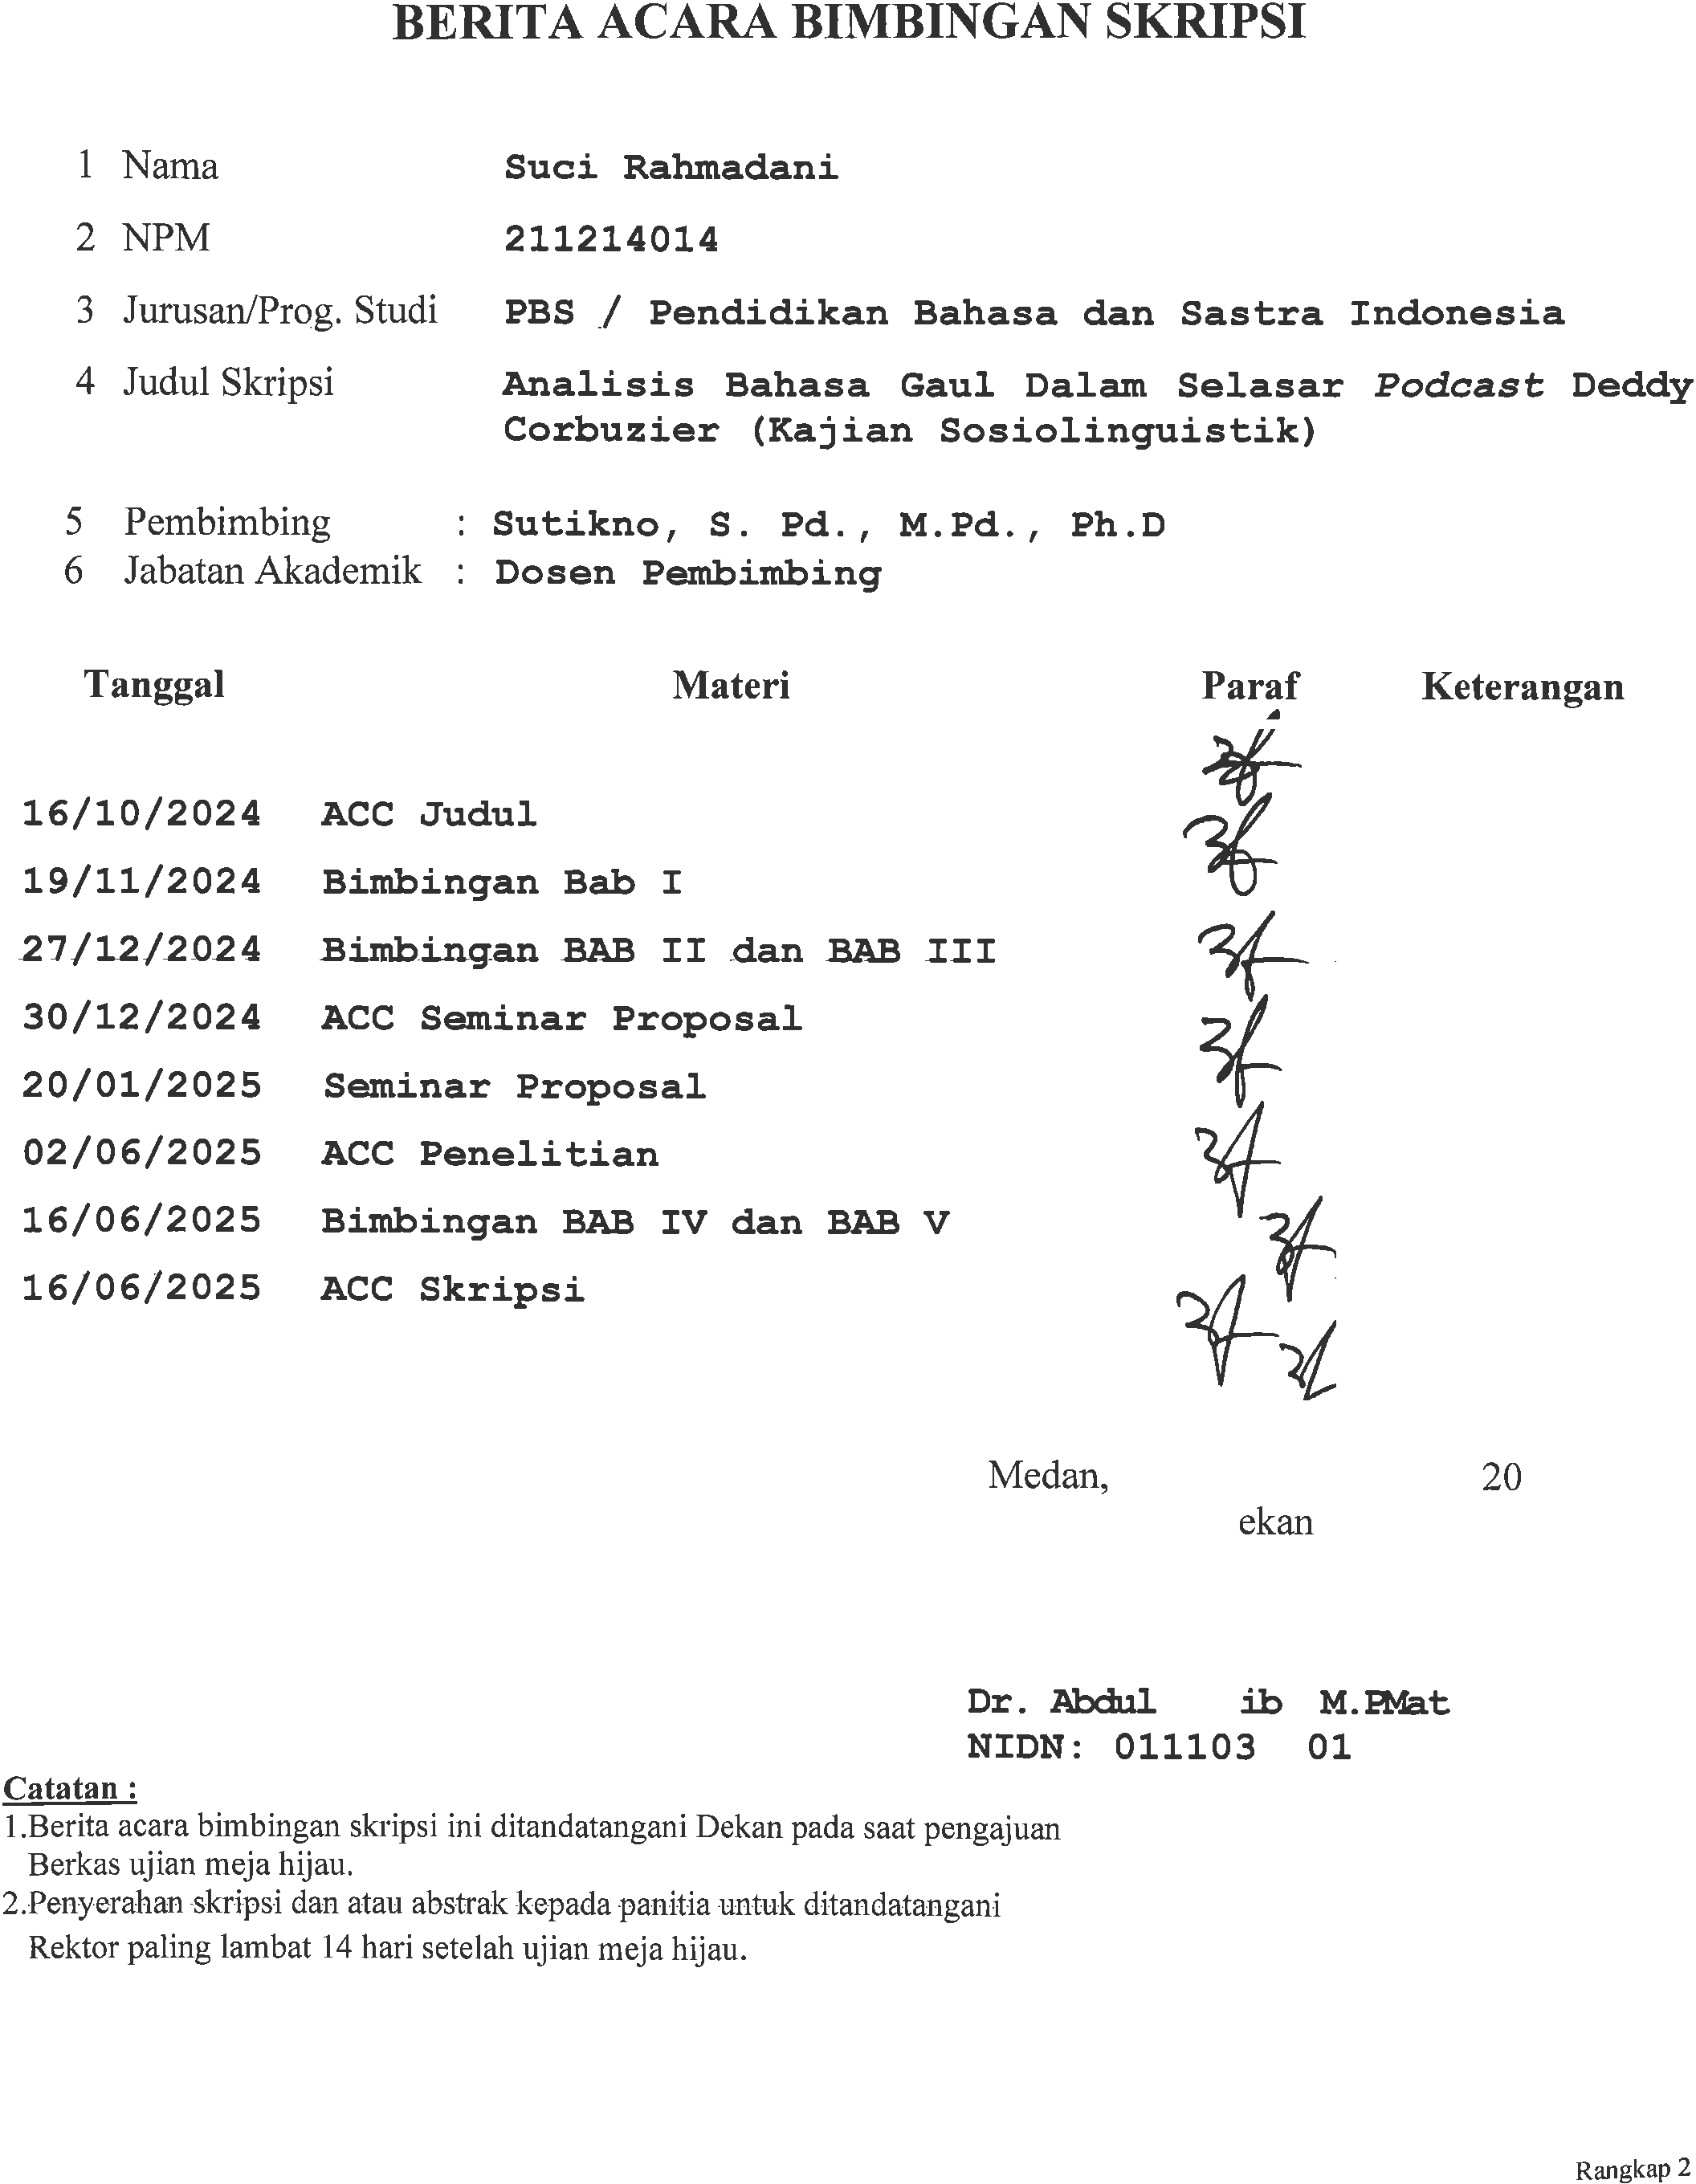 BERITA ACARA BIMBINGAN SKRIPSI
1 Nama Suci Rahmadani
2 NPM 211214014
3 Jurusan/Prog. Studi PBS / Pendidikan Bahasa dan Sastra Indonesia
4 Judul Skripsi Analisis Bahasa Gaul Dalam Selasar Podcast Deddy
Corbuzier (Kajian Sosiolinguistik)
5 Pembimbing : Sutikno, S. Pd., M.Pd., Ph.D
6 Jabatan Akademik : Dosen Pembimbing
Tanggal Materi Paraf Keterangan
16/10/2024 ACC Judul
19/11/2024 Bimbingan Bab I
27/12/2024 Bimbingan BAB II dan BAB III
30/12/2024 ACC Seminar Proposal
20/01/2025 Seminar Proposal
02/06/2025 ACC Penelitian
16/06/2025 Bimbingan BAB IV dan BAB V
16/06/2025 ACC Skripsi
Medan, 20
ekan
Dr. Abdul ib M.PMat
NIDN: 011103 01
Catatan :
1.Berita acara bimbingan skripsi ini ditandatangani Dekan pada saat pengajuan
Berkas ujian meja hijau.
2.Penyerahan skripsi dan atau abstrak kepada panitia untuk ditandatangani
Rektor paling lambat 14 hari setelah ujian meja hijau.
Rangkap 2